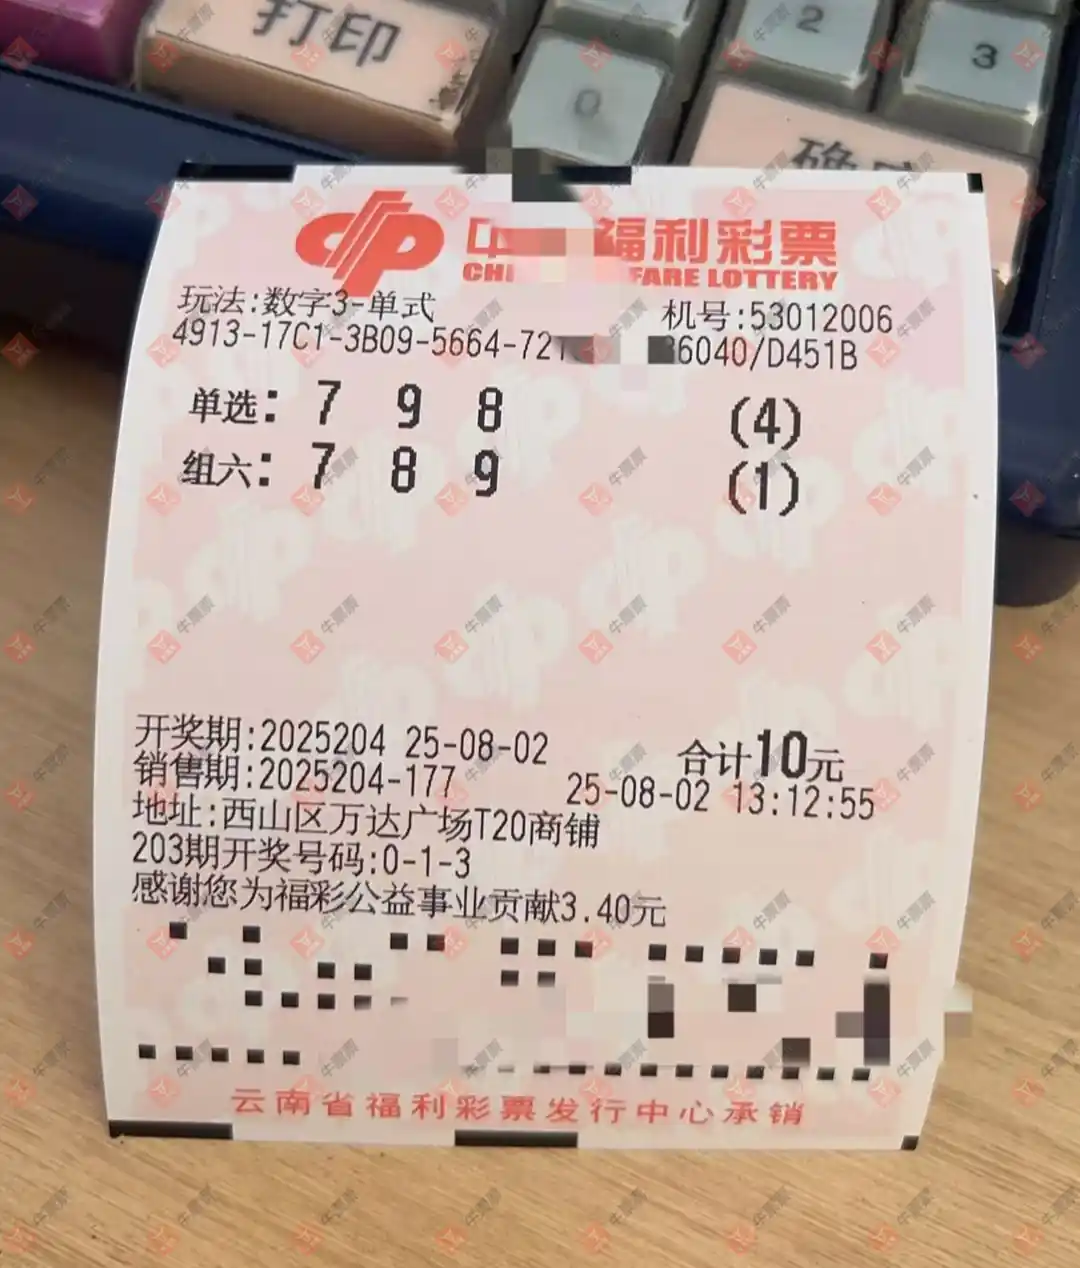 打印
0
2
3
福利彩票
FARE LOTTERY
玩法:数字3-单式
机号:53012006
4913-17C1-3B09-5664-72
6040/D451B
单选: 7 9 8 (4)
组六: 7 8 9 (1)
开奖期:2025204 25-08-02
合计10元
销售期:2025204-177
25-08-02 13:12:55
地址:西山区万达广场T20商铺
203期开奖号码:0-1-3
感谢您为福彩公益事业贡献3.40元
云南省福利彩票发行中心承销
牛票票